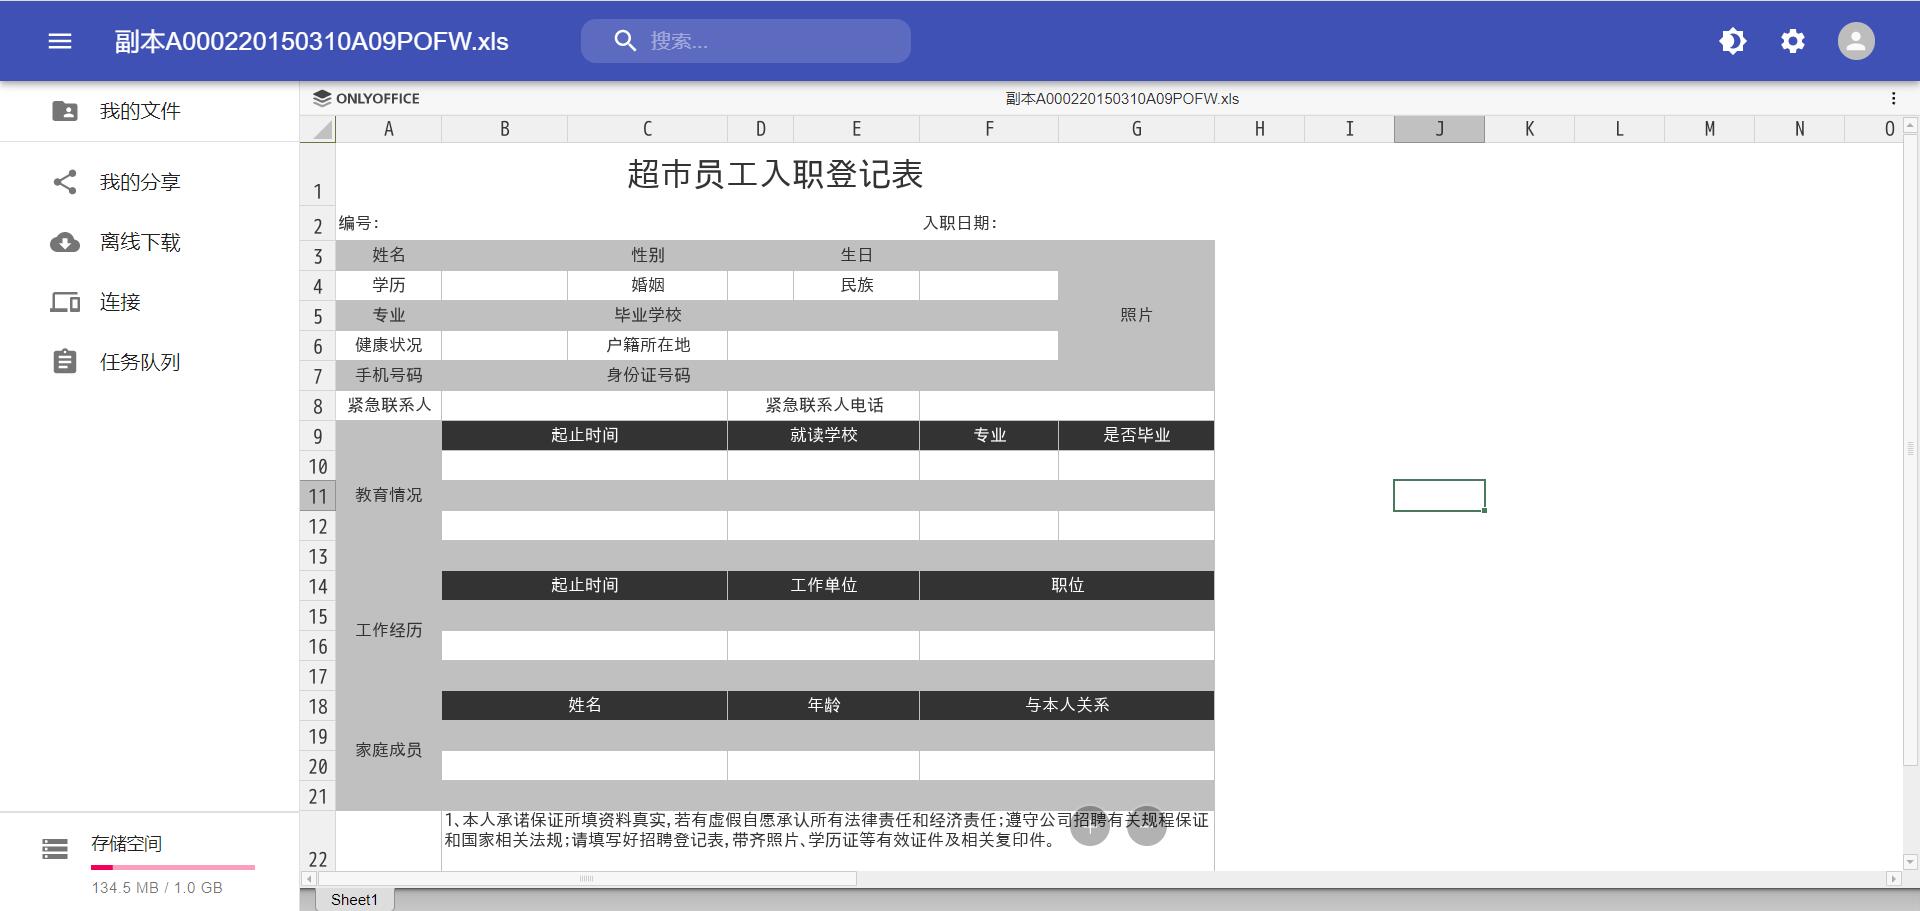 副本A000220150310A09POFW.xls
搜索...
我的文件
我的分享
离线下载
连接
任务队列
存储空间
134.5 MB / 1.0 GB
ONLYOFFICE
副本A000220150310A09POFW.xls
A B C D E F G H I J K L M N O
1 超市员工入职登记表
2 编号: 入职日期:
3 姓名 性别 生日
4 学历 婚姻 民族
5 专业 毕业学校 照片
6 健康状况 户籍所在地
7 手机号码 身份证号码
8 紧急联系人 紧急联系人电话
9 起止时间 就读学校 专业 是否毕业
10
11 教育情况
12
13
14 起止时间 工作单位 职位
15
工作经历
16
17
18 姓名 年龄 与本人关系
19
家庭成员
20
21
1、本人承诺保证所填资料真实,若有虚假自愿承认所有法律责任和经济责任;遵守公司招聘有关规程保证
和国家相关法规;请填写好招聘登记表,带齐照片、学历证等有效证件及相关复印件。
22
Sheet1